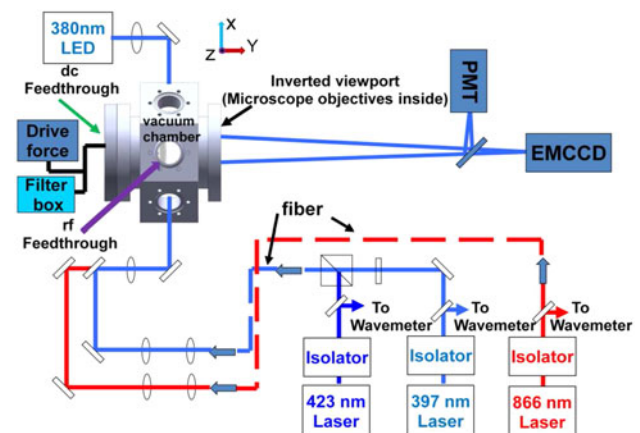 380nm
LED
X
Z
Y
dc
Feedthrough
Inverted viewport
(Microscope objectives inside)
PMT
vacuum
chamber
Drive
force
EMCCD
Filter
box
rf
Feedthrough
fiber
To
Wavemeter
To
Wavemeter
To
Wavemeter
Isolator
Isolator
Isolator
423 nm
Laser
397 nm
Laser
866 nm
Laser